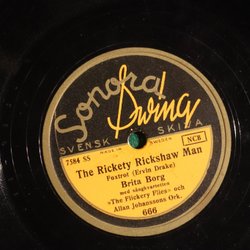 Sonora
Swing
SVENSK SKIVA
MADE IN SWEDEN
7584 SS NCB
The Rickety Rickshaw Man
Foxtrot (Ervin Drake)
Brita Borg
med sångkvartetten
»The Flickery Flies» och
Allan Johanssons Ork.
666